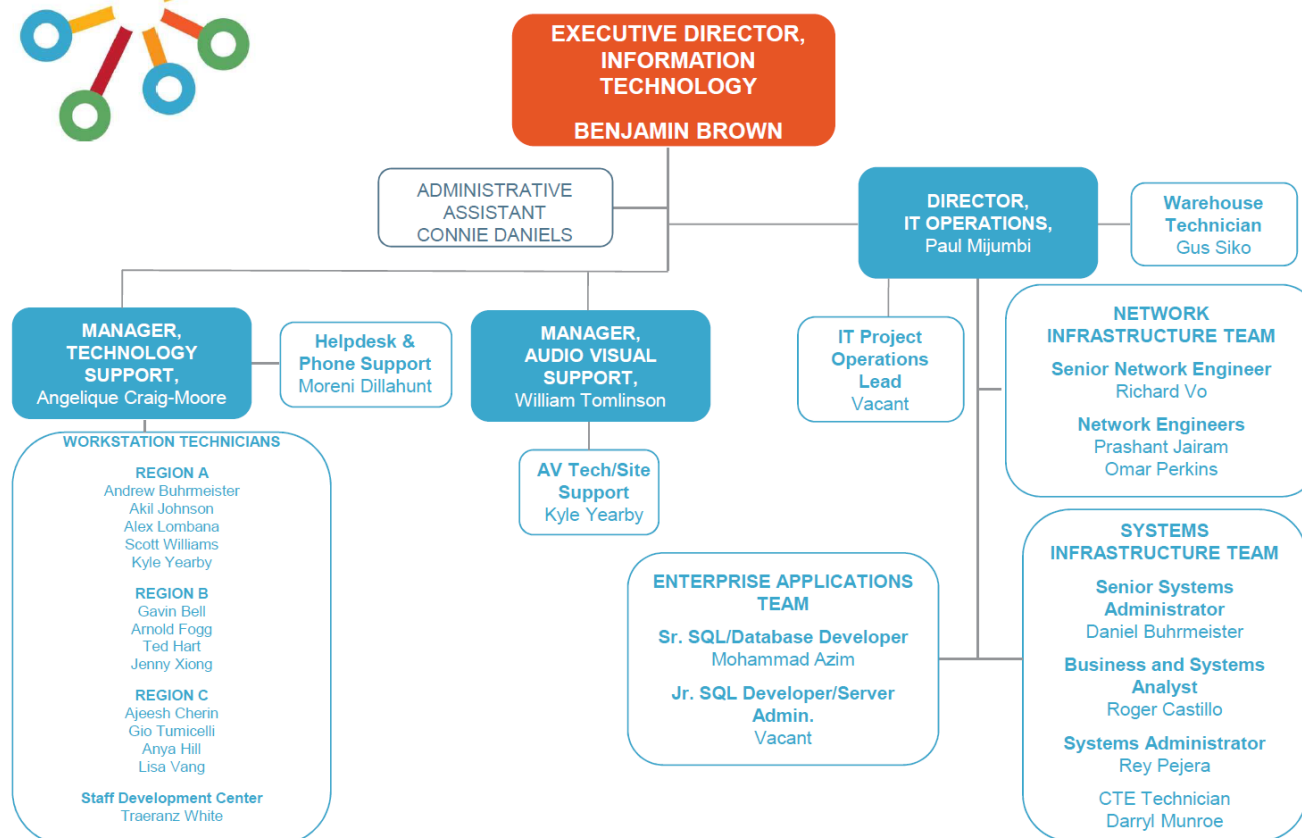 EXECUTIVE DIRECTOR,
INFORMATION
TECHNOLOGY
BENJAMIN BROWN
ADMINISTRATIVE
ASSISTANT
CONNIE DANIELS
DIRECTOR,
IT OPERATIONS,
Paul Mijumbi
Warehouse
Technician
Gus Siko
MANAGER,
TECHNOLOGY
SUPPORT,
Angelique Craig-Moore
Helpdesk &
Phone Support
Moreni Dillahunt
MANAGER,
AUDIO VISUAL
SUPPORT,
William Tomlinson
IT Project
Operations
Lead
Vacant
NETWORK
INFRASTRUCTURE TEAM
Senior Network Engineer
Richard Vo
Network Engineers
Prashant Jairam
Omar Perkins
WORKSTATION TECHNICIANS
REGION A
Andrew Buhrmeister
Akil Johnson
Alex Lombana
Scott Williams
Kyle Yearby
REGION B
Gavin Bell
Arnold Fogg
Ted Hart
Jenny Xiong
REGION C
Ajeesh Cherin
Gio Tumicelli
Anya Hill
Lisa Vang
Staff Development Center
Traeranz White
AV Tech/Site
Support
Kyle Yearby
ENTERPRISE APPLICATIONS
TEAM
Sr. SQL/Database Developer
Mohammad Azim
Jr. SQL Developer/Server
Admin.
Vacant
SYSTEMS
INFRASTRUCTURE TEAM
Senior Systems
Administrator
Daniel Buhrmeister
Business and Systems
Analyst
Roger Castillo
Systems Administrator
Rey Pejera
CTE Technician
Darryl Munroe